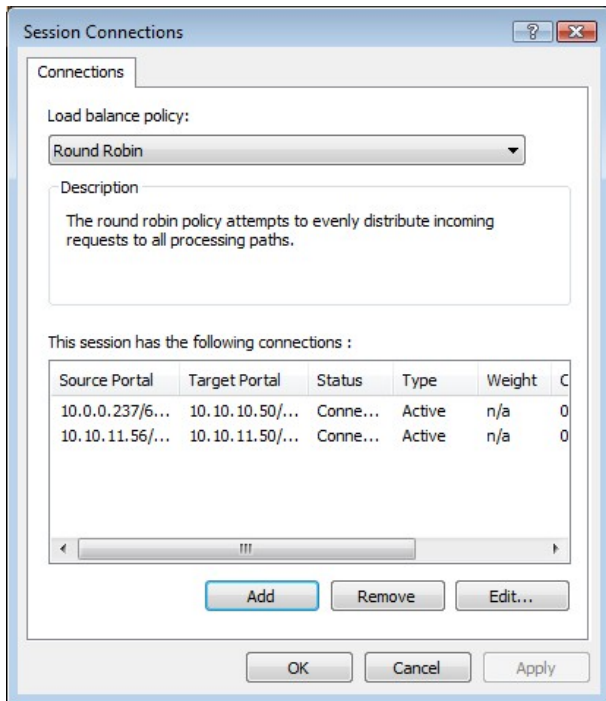 Session Connections
Connections
Load balance policy:
Round Robin
Description
The round robin policy attempts to evenly distribute incoming
requests to all processing paths.
This session has the following connections :
Source Portal Target Portal Status Type Weight C
10.0.0.237/6... 10.10.10.50/... Conne... Active n/a 0
10.10.11.56/... 10.10.11.50/... Conne... Active n/a 0
Add Remove Edit...
OK Cancel Apply